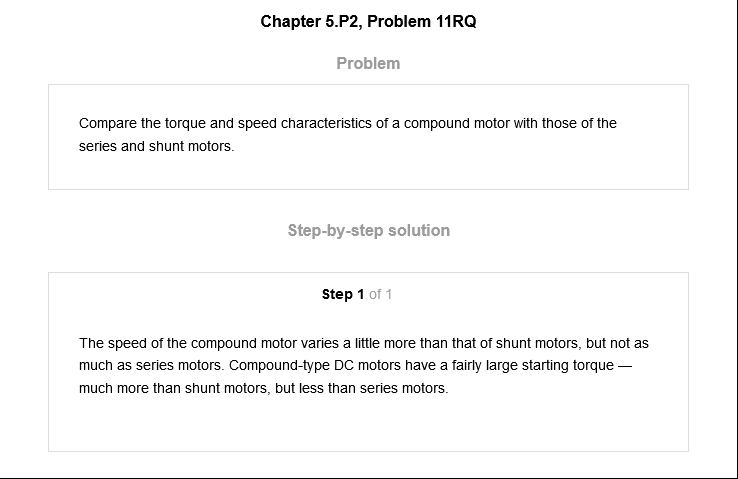 Chapter 5.P2, Problem 11RQ
Problem
Compare the torque and speed characteristics of a compound motor with those of the
series and shunt motors.
Step-by-step solution
Step 1 of 1
The speed of the compound motor varies a little more than that of shunt motors, but not as
much as series motors. Compound-type DC motors have a fairly large starting torque —
much more than shunt motors, but less than series motors.